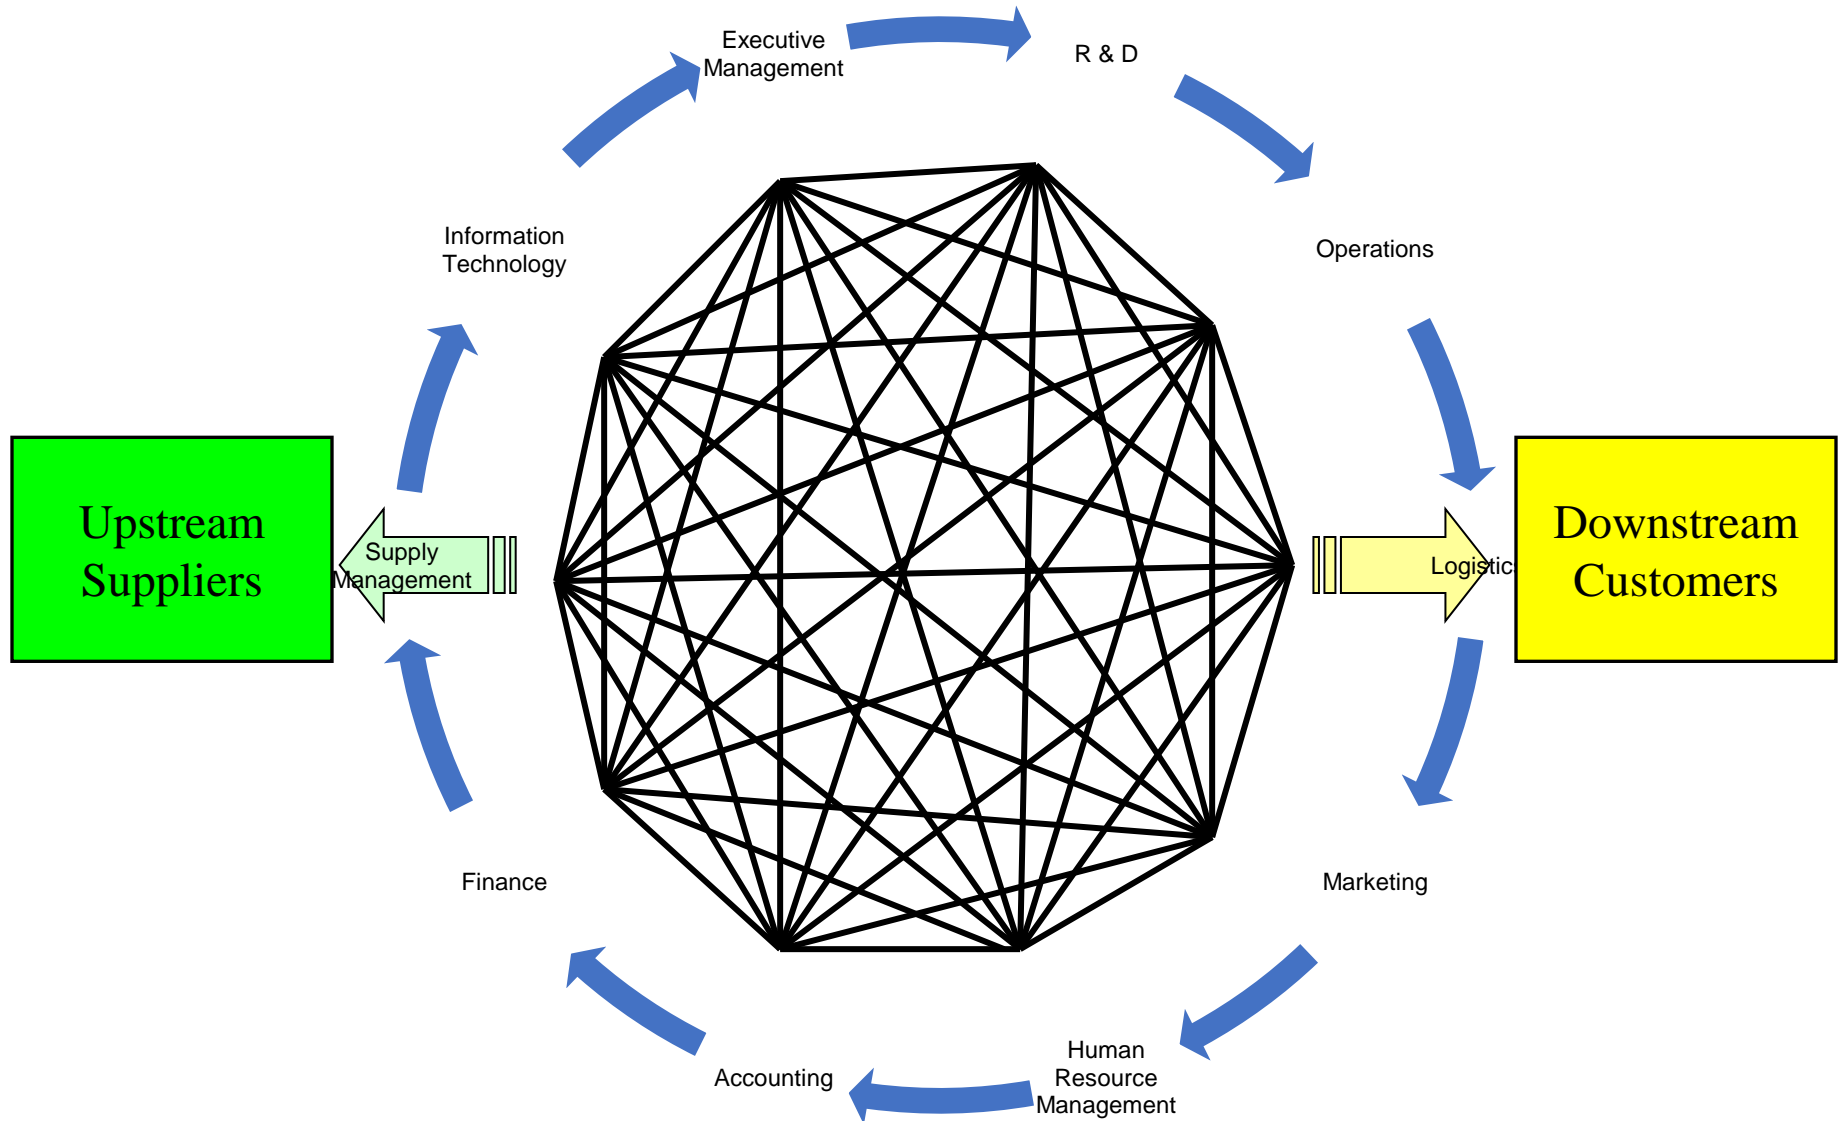 Executive
Management
R & D
Information
Technology
Operations
Upstream
Suppliers
Supply
Management
Logistics
Downstream
Customers
Finance
Marketing
Accounting
Human
Resource
Management